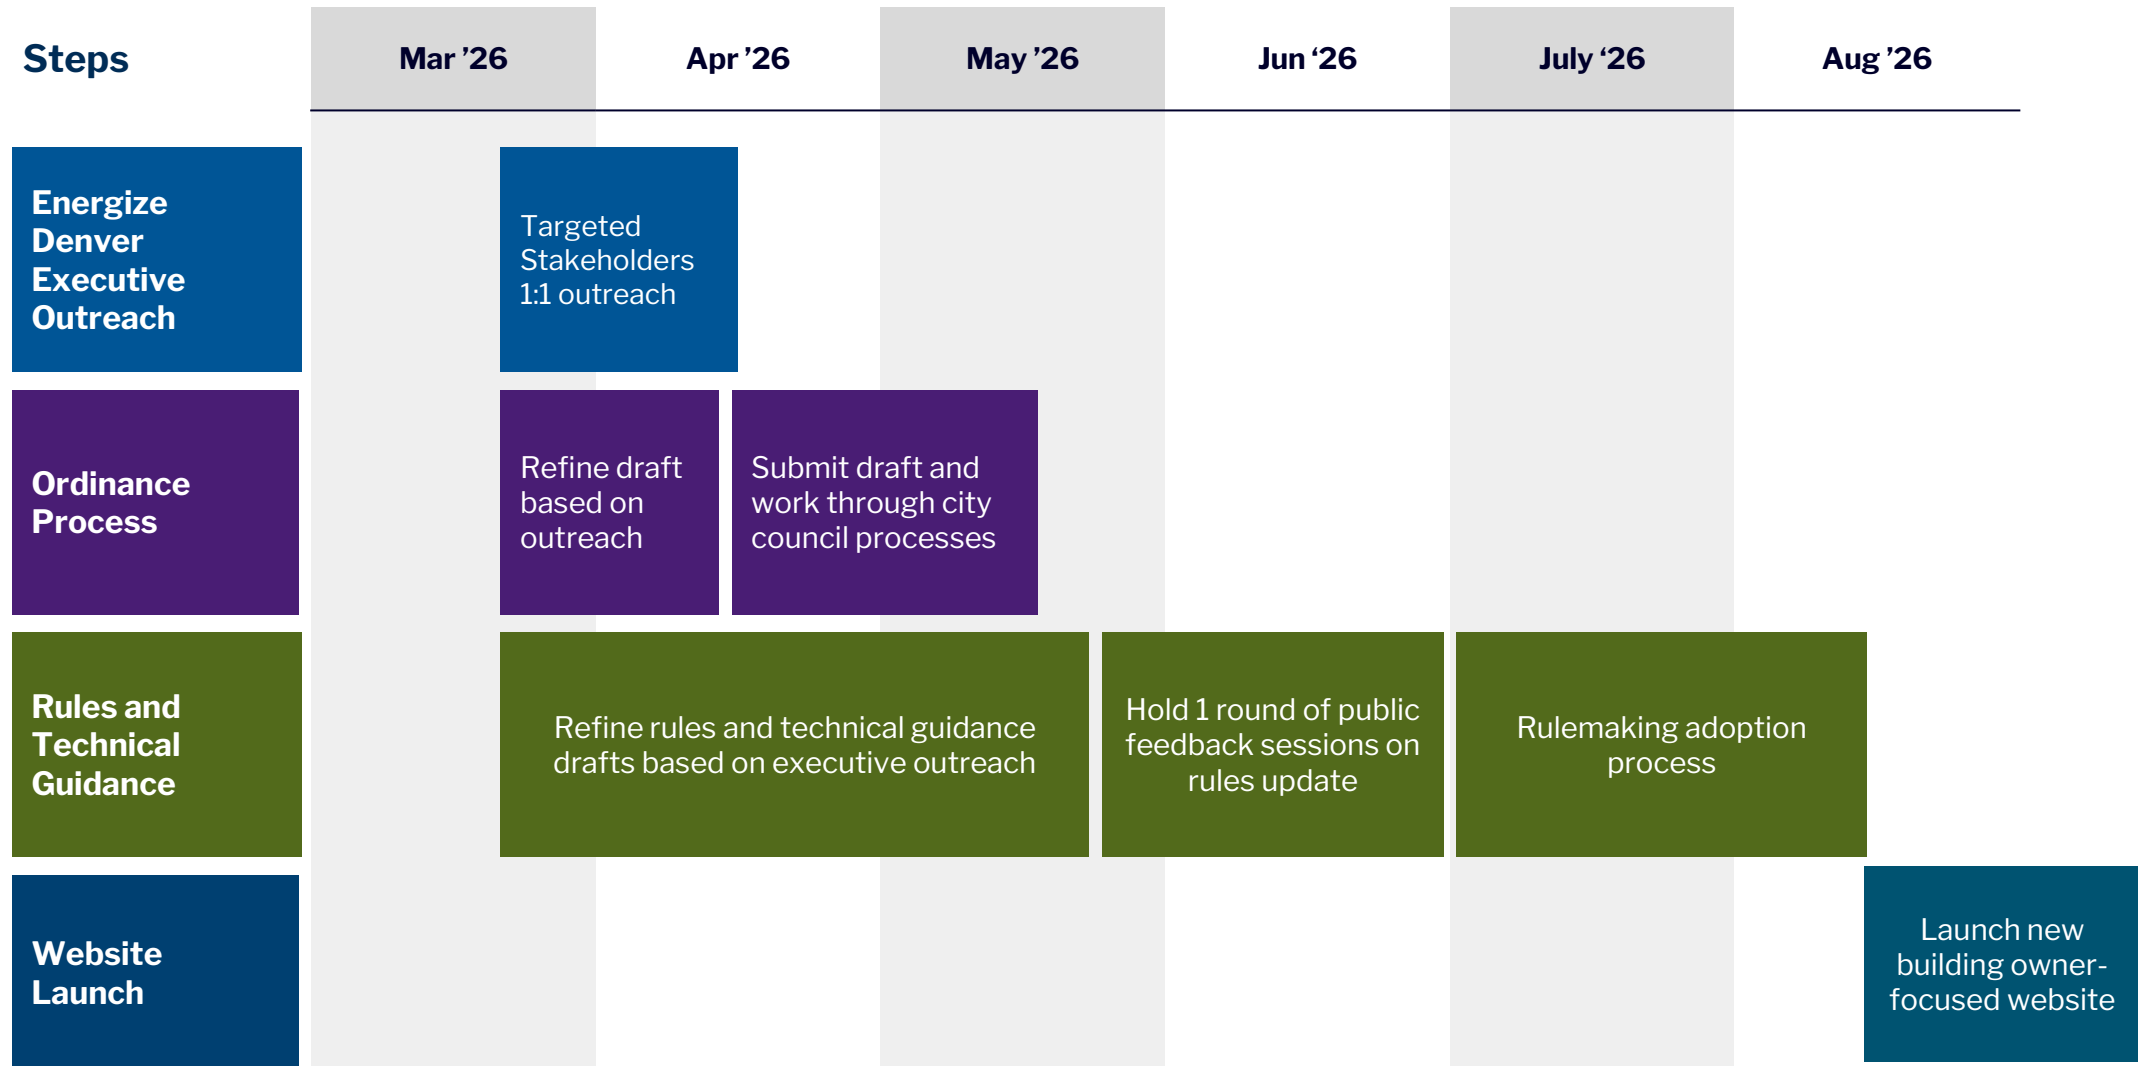 Steps
Mar ’26
Apr ’26
May ’26
Jun ‘26
July ‘26
Aug ’26
Energize
Denver
Executive
Outreach
Targeted
Stakeholders
1:1 outreach
Ordinance
Process
Refine draft
based on
outreach
Submit draft and
work through city
council processes
Rules and
Technical
Guidance
Refine rules and technical guidance
drafts based on executive outreach
Hold 1 round of public
feedback sessions on
rules update
Rulemaking adoption
process
Website
Launch
Launch new
building owner-
focused website